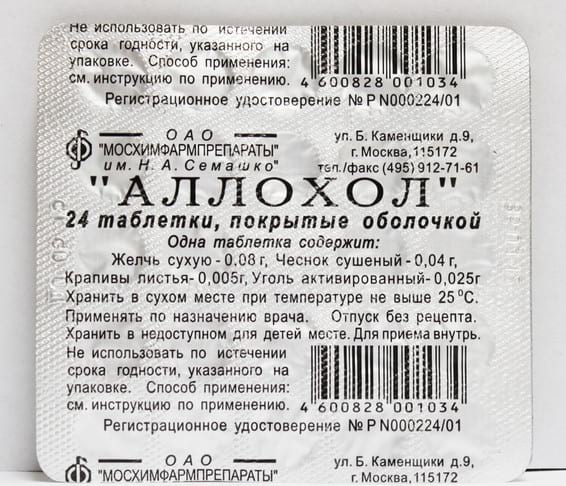 Не использовать по истечении
срока годности, указанного на
упаковке. Способ применения:
см. инструкцию по применению.
4 600828 001034
Регистрационное удостоверение № Р N000224/01
ОАО
"МОСХИМФАРМПРЕПАРАТЫ"
им. Н. А. Семашко"
ул. Б. Каменщики д.9,
г. Москва,115172
тел./факс (495) 912-71-61
"АЛЛОХОЛ"
24 таблетки, покрытые оболочкой
Одна таблетка содержит:
Желчь сухую - 0.08 г, Чеснок сушеный - 0,04 г,
Крапивы листья- 0,005г, Уголь активированный - 0,025г
Хранить в сухом месте при температуре не выше 25 °С.
Применять по назначению врача. Отпуск без рецепта.
Хранить в недоступном для детей месте. Для приема внутрь.
Не использовать по истечении
срока годности, указанного на
упаковке. Способ применения:
см. инструкцию по применению.
4 600828 001034
Регистрационное удостоверение № Р N000224/01
ОАО
"МОСХИМФАРМПРЕПАРАТЫ"
ул. Б. Каменщики д.9,
г. Москва,115172